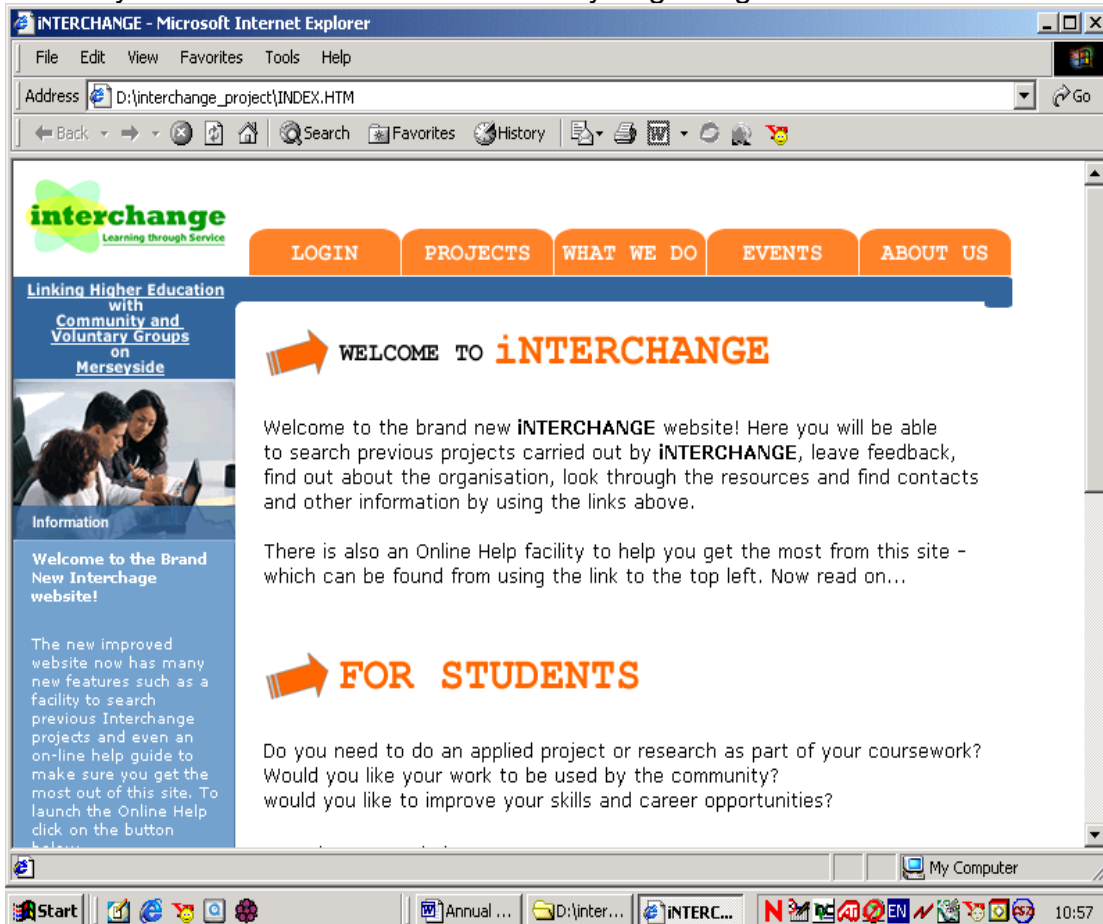 iNTERCHANGE - Microsoft Internet Explorer
File Edit View Favorites Tools Help
Address D:\interchange_project\INDEX.HTM Go
Back Search Favorites History
interchange
Learning through Service
LOGIN PROJECTS WHAT WE DO EVENTS ABOUT US
Linking Higher Education
with
Community and
Voluntary Groups
on
Merseyside
Information
Welcome to the Brand
New Interchage
website!
The new improved
website now has many
new features such as a
facility to search
previous Interchange
projects and even an
on-line help guide to
make sure you get the
most out of this site. To
launch the Online Help
click on the button
WELCOME TO iNTERCHANGE
Welcome to the brand new iNTERCHANGE website! Here you will be able
to search previous projects carried out by iNTERCHANGE, leave feedback,
find out about the organisation, look through the resources and find contacts
and other information by using the links above.
There is also an Online Help facility to help you get the most from this site -
which can be found from using the link to the top left. Now read on...
FOR STUDENTS
Do you need to do an applied project or research as part of your coursework?
Would you like your work to be used by the community?
would you like to improve your skills and career opportunities?
My Computer
Start Annual ... D:\inter... iNTERC... EN 10:57